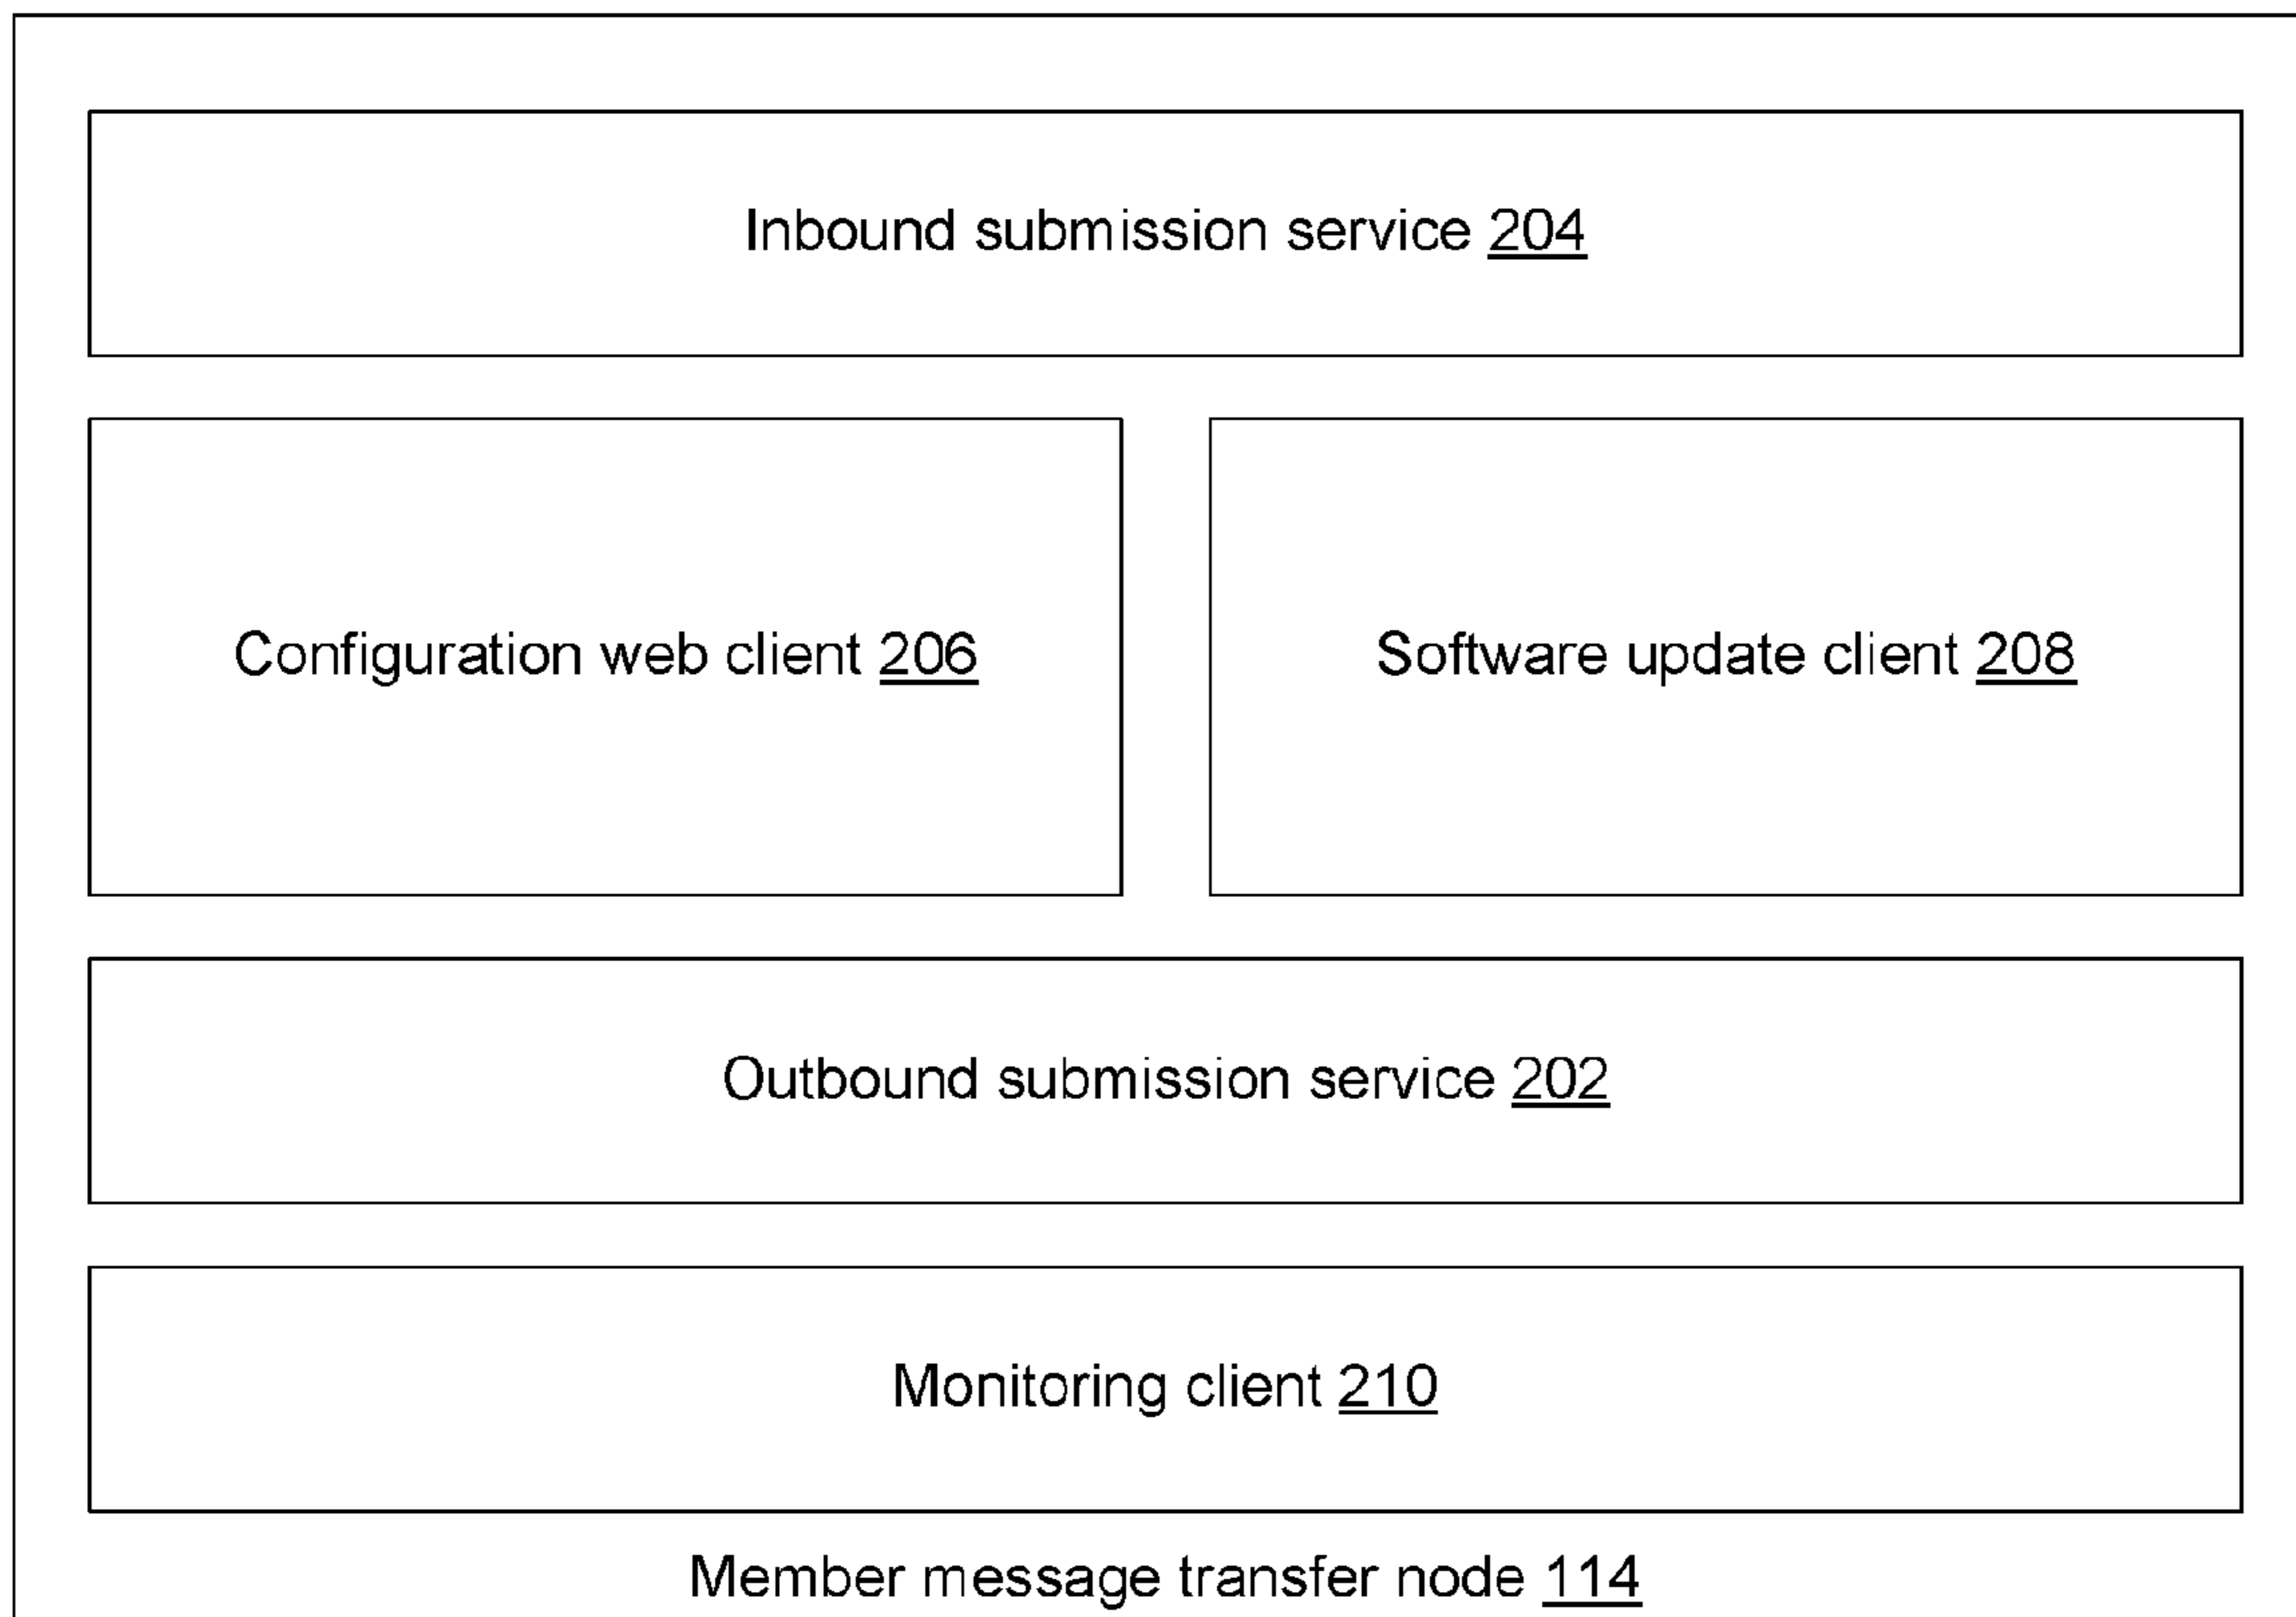 Inbound submission service 204
Configuration web client 206
Software update client 208
Outbound submission service 202
Monitoring client 210
Member message transfer node 114